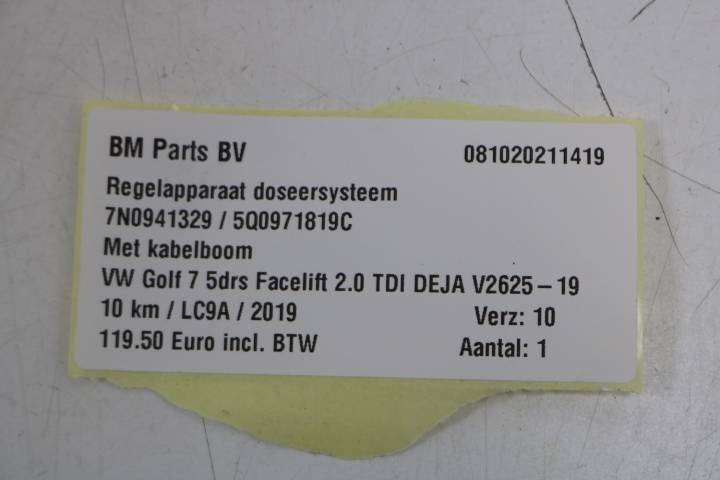 BM Parts BV 081020211419
Regelapparaat doseersysteem
7N0941329 / 5Q0971819C
Met kabelboom
VW Golf 7 5drs Facelift 2.0 TDI DEJA V2625-19
10 km / LC9A / 2019 Verz: 10
119.50 Euro incl. BTW Aantal: 1